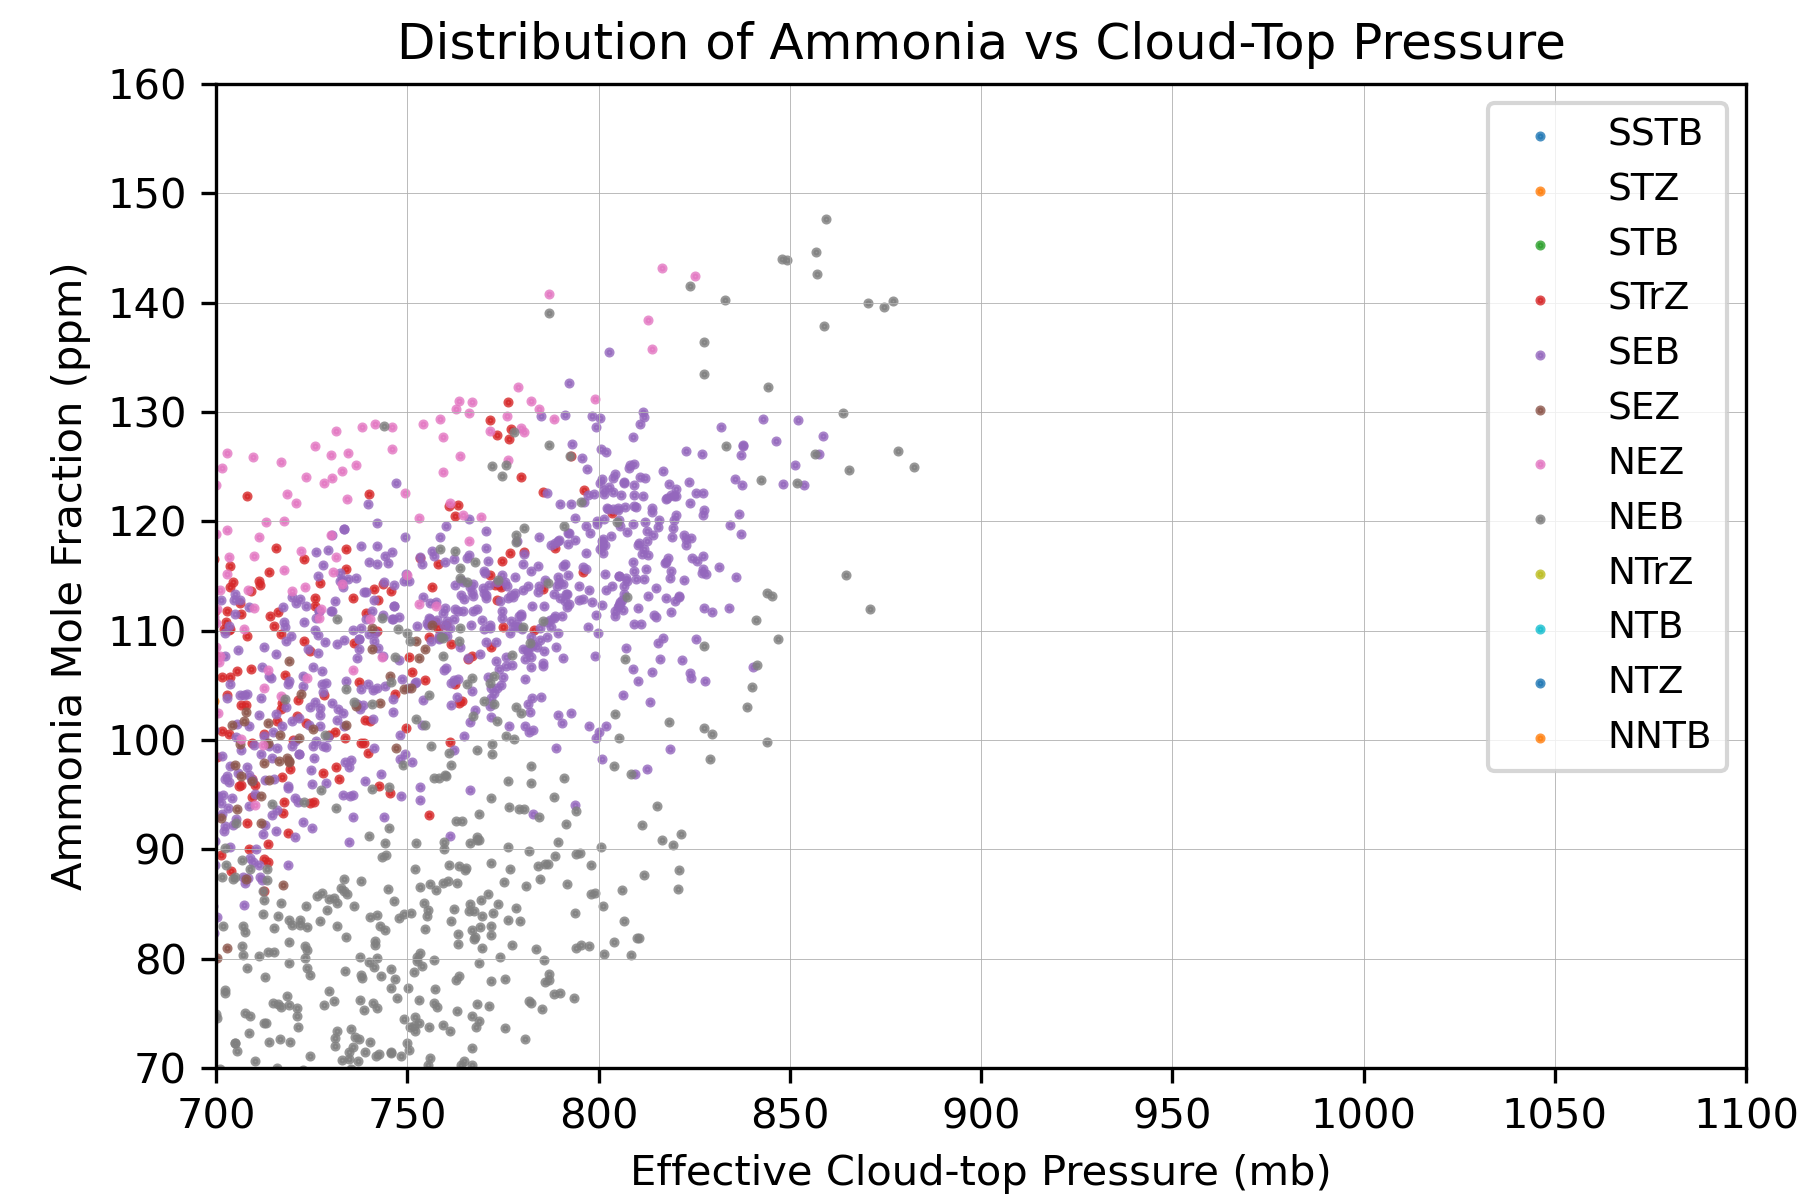 Distribution of Ammonia vs Cloud-Top Pressure
160
150
140
130
120
110
100
90
80
70
Ammonia Mole Fraction (ppm)
SSTB
STZ
STB
STrZ
SEB
SEZ
NEZ
NEB
NTrZ
NTB
NTZ
NNTB
700 750 800 850 900 950 1000 1050 1100
Effective Cloud-top Pressure (mb)